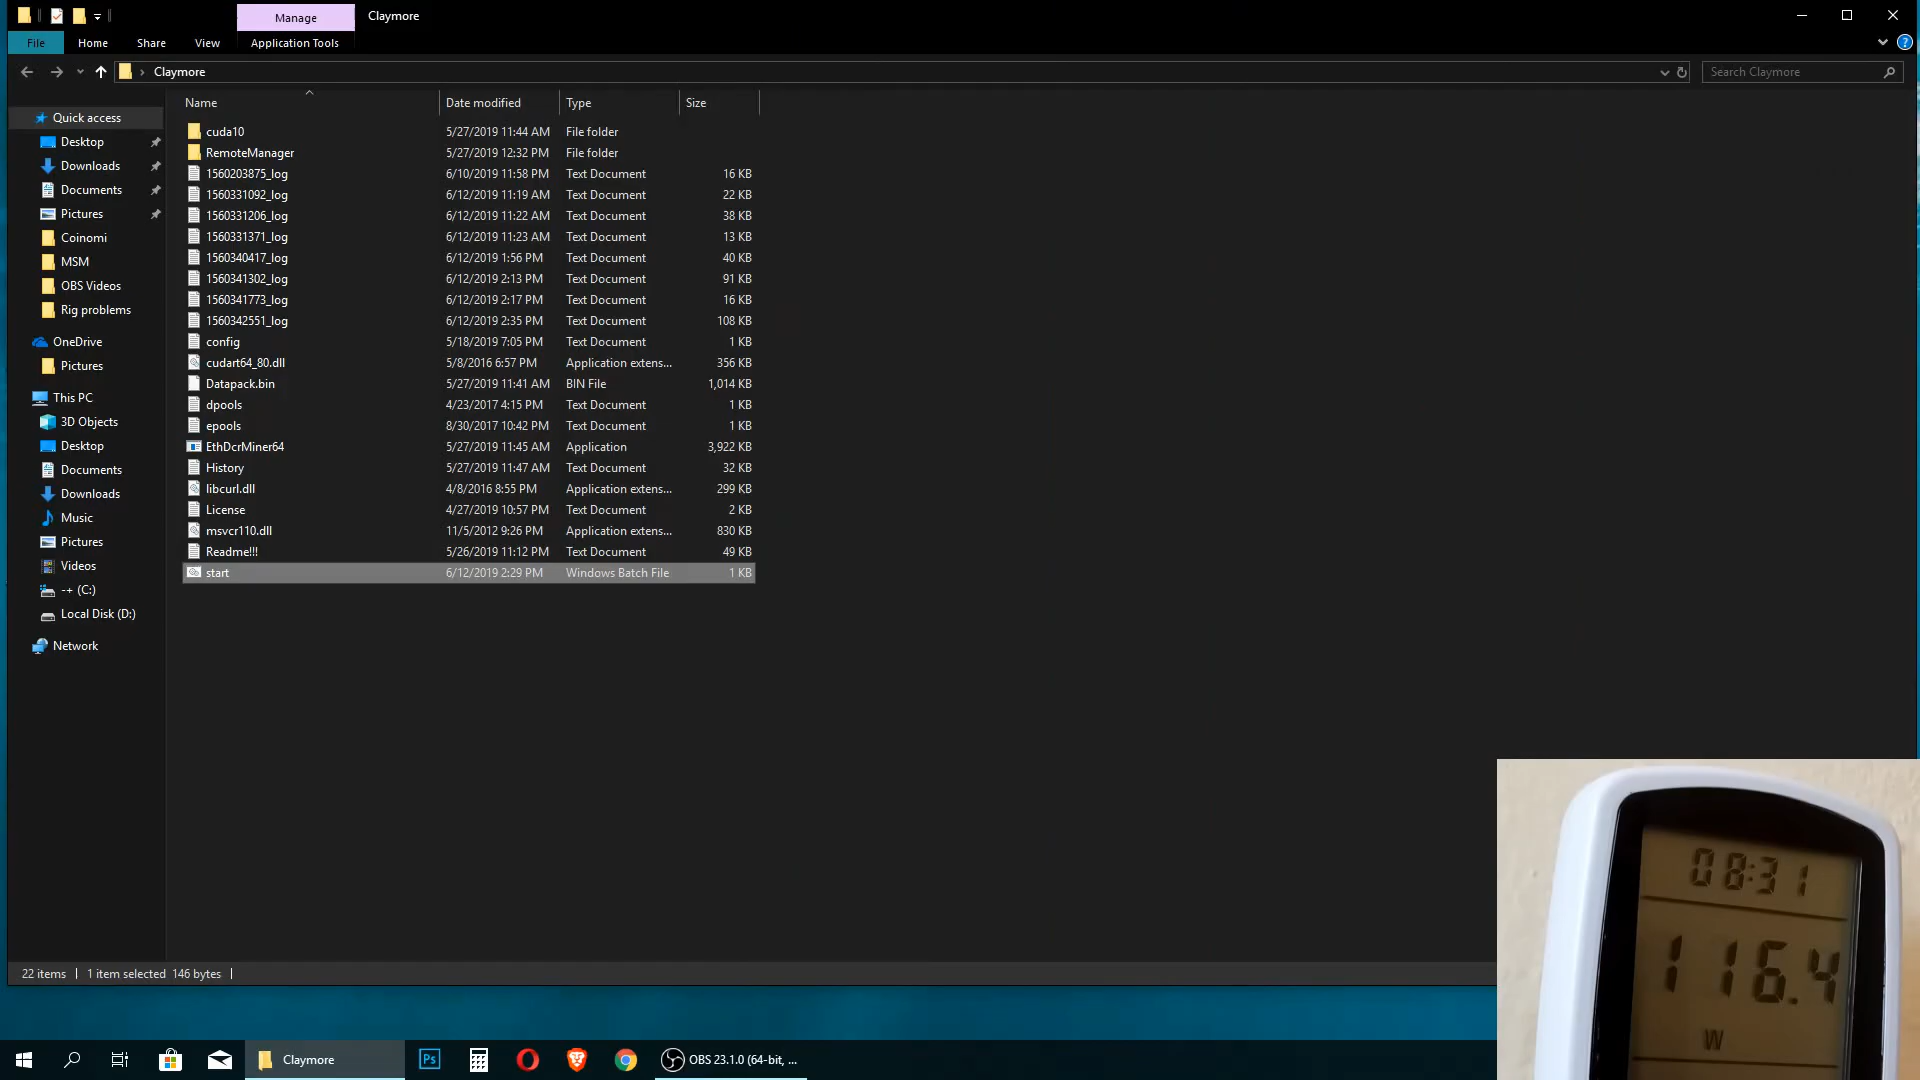 Manage
Claymore
File
Home
Share
View
Application Tools
Claymore
Search Claymore
Name
Date modified
Type
Size
Quick access
Desktop
Downloads
Documents
Pictures
Coinomi
MSM
OBS Videos
Rig problems
OneDrive
Pictures
This PC
3D Objects
Desktop
Documents
Downloads
Music
Pictures
Videos
-+ (C:)
Local Disk (D:)
Network
cuda10 5/27/2019 11:44 AM File folder
RemoteManager 5/27/2019 12:32 PM File folder
1560203875_log 6/10/2019 11:58 PM Text Document 16 KB
1560331092_log 6/12/2019 11:19 AM Text Document 22 KB
1560331206_log 6/12/2019 11:22 AM Text Document 38 KB
1560331371_log 6/12/2019 11:23 AM Text Document 13 KB
1560340417_log 6/12/2019 1:56 PM Text Document 40 KB
1560341302_log 6/12/2019 2:13 PM Text Document 91 KB
1560341773_log 6/12/2019 2:17 PM Text Document 16 KB
1560342551_log 6/12/2019 2:35 PM Text Document 108 KB
config 5/18/2019 7:05 PM Text Document 1 KB
cudart64_80.dll 5/8/2016 6:57 PM Application extens... 356 KB
Datapack.bin 5/27/2019 11:41 AM BIN File 1,014 KB
dpools 4/23/2017 4:15 PM Text Document 1 KB
epools 8/30/2017 10:42 PM Text Document 1 KB
EthDcrMiner64 5/27/2019 11:45 AM Application 3,922 KB
History 5/27/2019 11:47 AM Text Document 32 KB
libcurl.dll 4/8/2016 8:55 PM Application extens... 299 KB
License 4/27/2019 10:57 PM Text Document 2 KB
msvcr110.dll 11/5/2012 9:26 PM Application extens... 830 KB
Readme!!! 5/26/2019 11:12 PM Text Document 49 KB
start 6/12/2019 2:29 PM Windows Batch File 1 KB
22 items
1 item selected 146 bytes
08:31
116.4
W
Claymore
Ps
OBS 23.1.0 (64-bit, ...